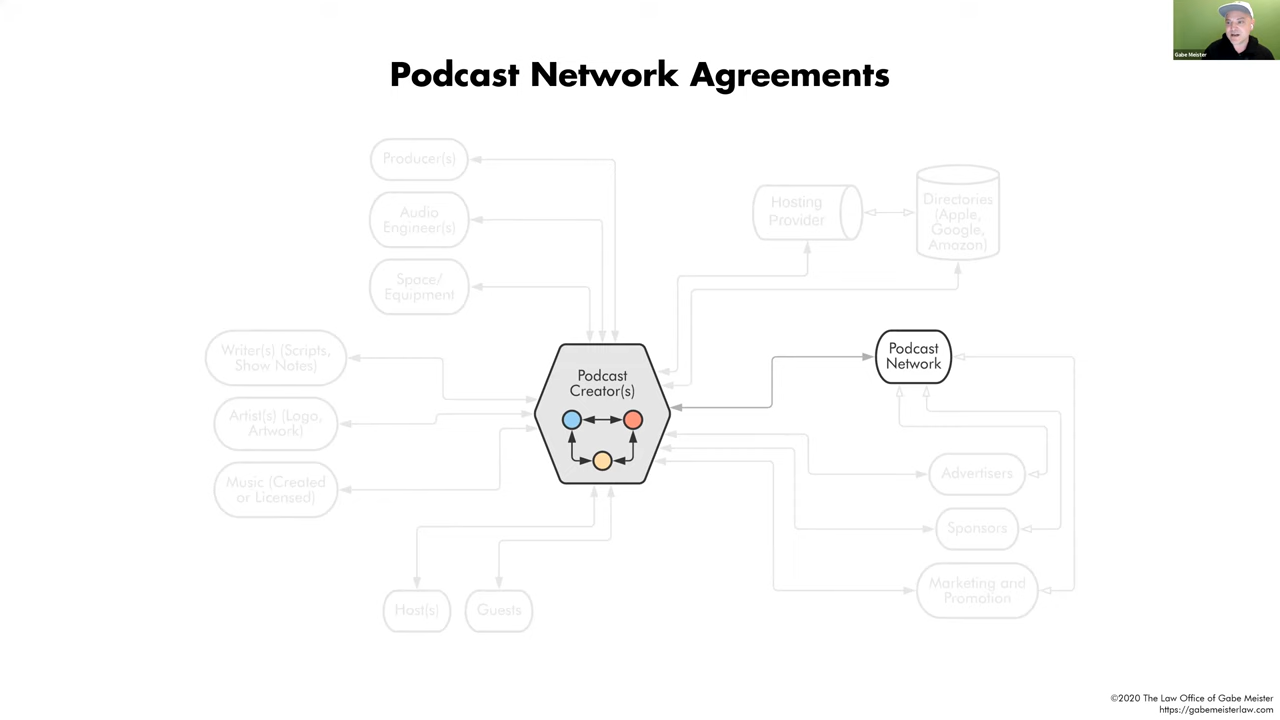 Gabe Meister
Podcast Network Agreements
Producer(s)
Audio
Engineer(s)
Space/
Equipment
Hosting
Provider
Directories
(Apple,
Google,
Amazon)
Writer(s) (Scripts,
Show Notes)
Artist(s) (Logo,
Artwork)
Music (Created
or Licensed)
Podcast
Creator(s)
Podcast
Network
Advertisers
Sponsors
Marketing and
Promotion
Host(s)
Guests
©2020 The Law Office of Gabe Meister
https://gabemeisterlaw.com